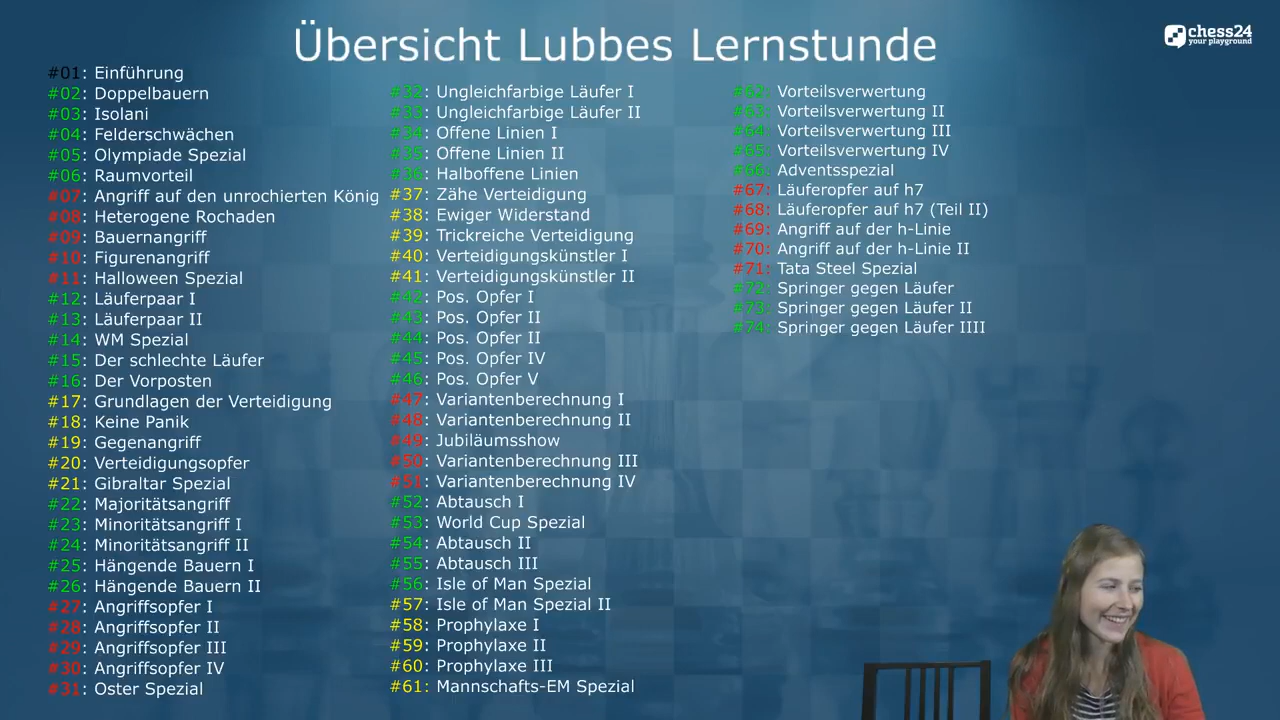 Übersicht Lubbes Lernstunde
chess24
your playground
#01: Einführung
#02: Doppelbauern
#03: Isolani
#04: Felderschwächen
#05: Olympiade Spezial
#06: Raumvorteil
#07: Angriff auf den unrochierten König
#08: Heterogene Rochaden
#09: Bauernangriff
#10: Figurenangriff
#11: Halloween Spezial
#12: Läuferpaar I
#13: Läuferpaar II
#14: WM Spezial
#15: Der schlechte Läufer
#16: Der Vorposten
#17: Grundlagen der Verteidigung
#18: Keine Panik
#19: Gegenangriff
#20: Verteidigungsopfer
#21: Gibraltar Spezial
#22: Majoritätsangriff
#23: Minoritätsangriff I
#24: Minoritätsangriff II
#25: Hängende Bauern I
#26: Hängende Bauern II
#27: Angriffsopfer I
#28: Angriffsopfer II
#29: Angriffsopfer III
#30: Angriffsopfer IV
#31: Oster Spezial
#32: Ungleichfarbige Läufer I
#33: Ungleichfarbige Läufer II
#34: Offene Linien I
#35: Offene Linien II
#36: Halboffene Linien
#37: Zähe Verteidigung
#38: Ewiger Widerstand
#39: Trickreiche Verteidigung
#40: Verteidigungskünstler I
#41: Verteidigungskünstler II
#42: Pos. Opfer I
#43: Pos. Opfer II
#44: Pos. Opfer II
#45: Pos. Opfer IV
#46: Pos. Opfer V
#47: Variantenberechnung I
#48: Variantenberechnung II
#49: Jubiläumsshow
#50: Variantenberechnung III
#51: Variantenberechnung IV
#52: Abtausch I
#53: World Cup Spezial
#54: Abtausch II
#55: Abtausch III
#56: Isle of Man Spezial
#57: Isle of Man Spezial II
#58: Prophylaxe I
#59: Prophylaxe II
#60: Prophylaxe III
#61: Mannschafts-EM Spezial
#62: Vorteilsverwertung
#63: Vorteilsverwertung II
#64: Vorteilsverwertung III
#65: Vorteilsverwertung IV
#66: Adventsspezial
#67: Läuferopfer auf h7
#68: Läuferopfer auf h7 (Teil II)
#69: Angriff auf der h-Linie
#70: Angriff auf der h-Linie II
#71: Tata Steel Spezial
#72: Springer gegen Läufer
#73: Springer gegen Läufer II
#74: Springer gegen Läufer IIII